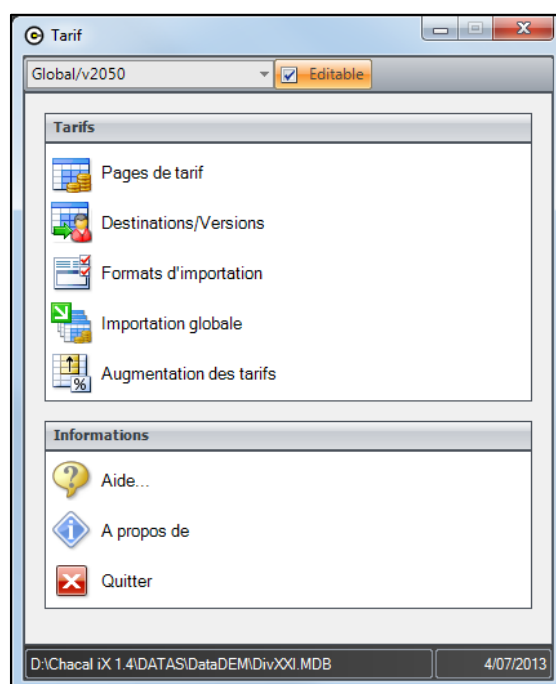 Tarif
Global/v2050 Editable
Tarifs
Pages de tarif
Destinations/Versions
Formats d'importation
Importation globale
Augmentation des tarifs
%
Informations
?
Aide...
i
A propos de
Quitter
D:\Chacal iX 1.4\DATAS\DataDEM\DivXXI.MDB 4/07/2013